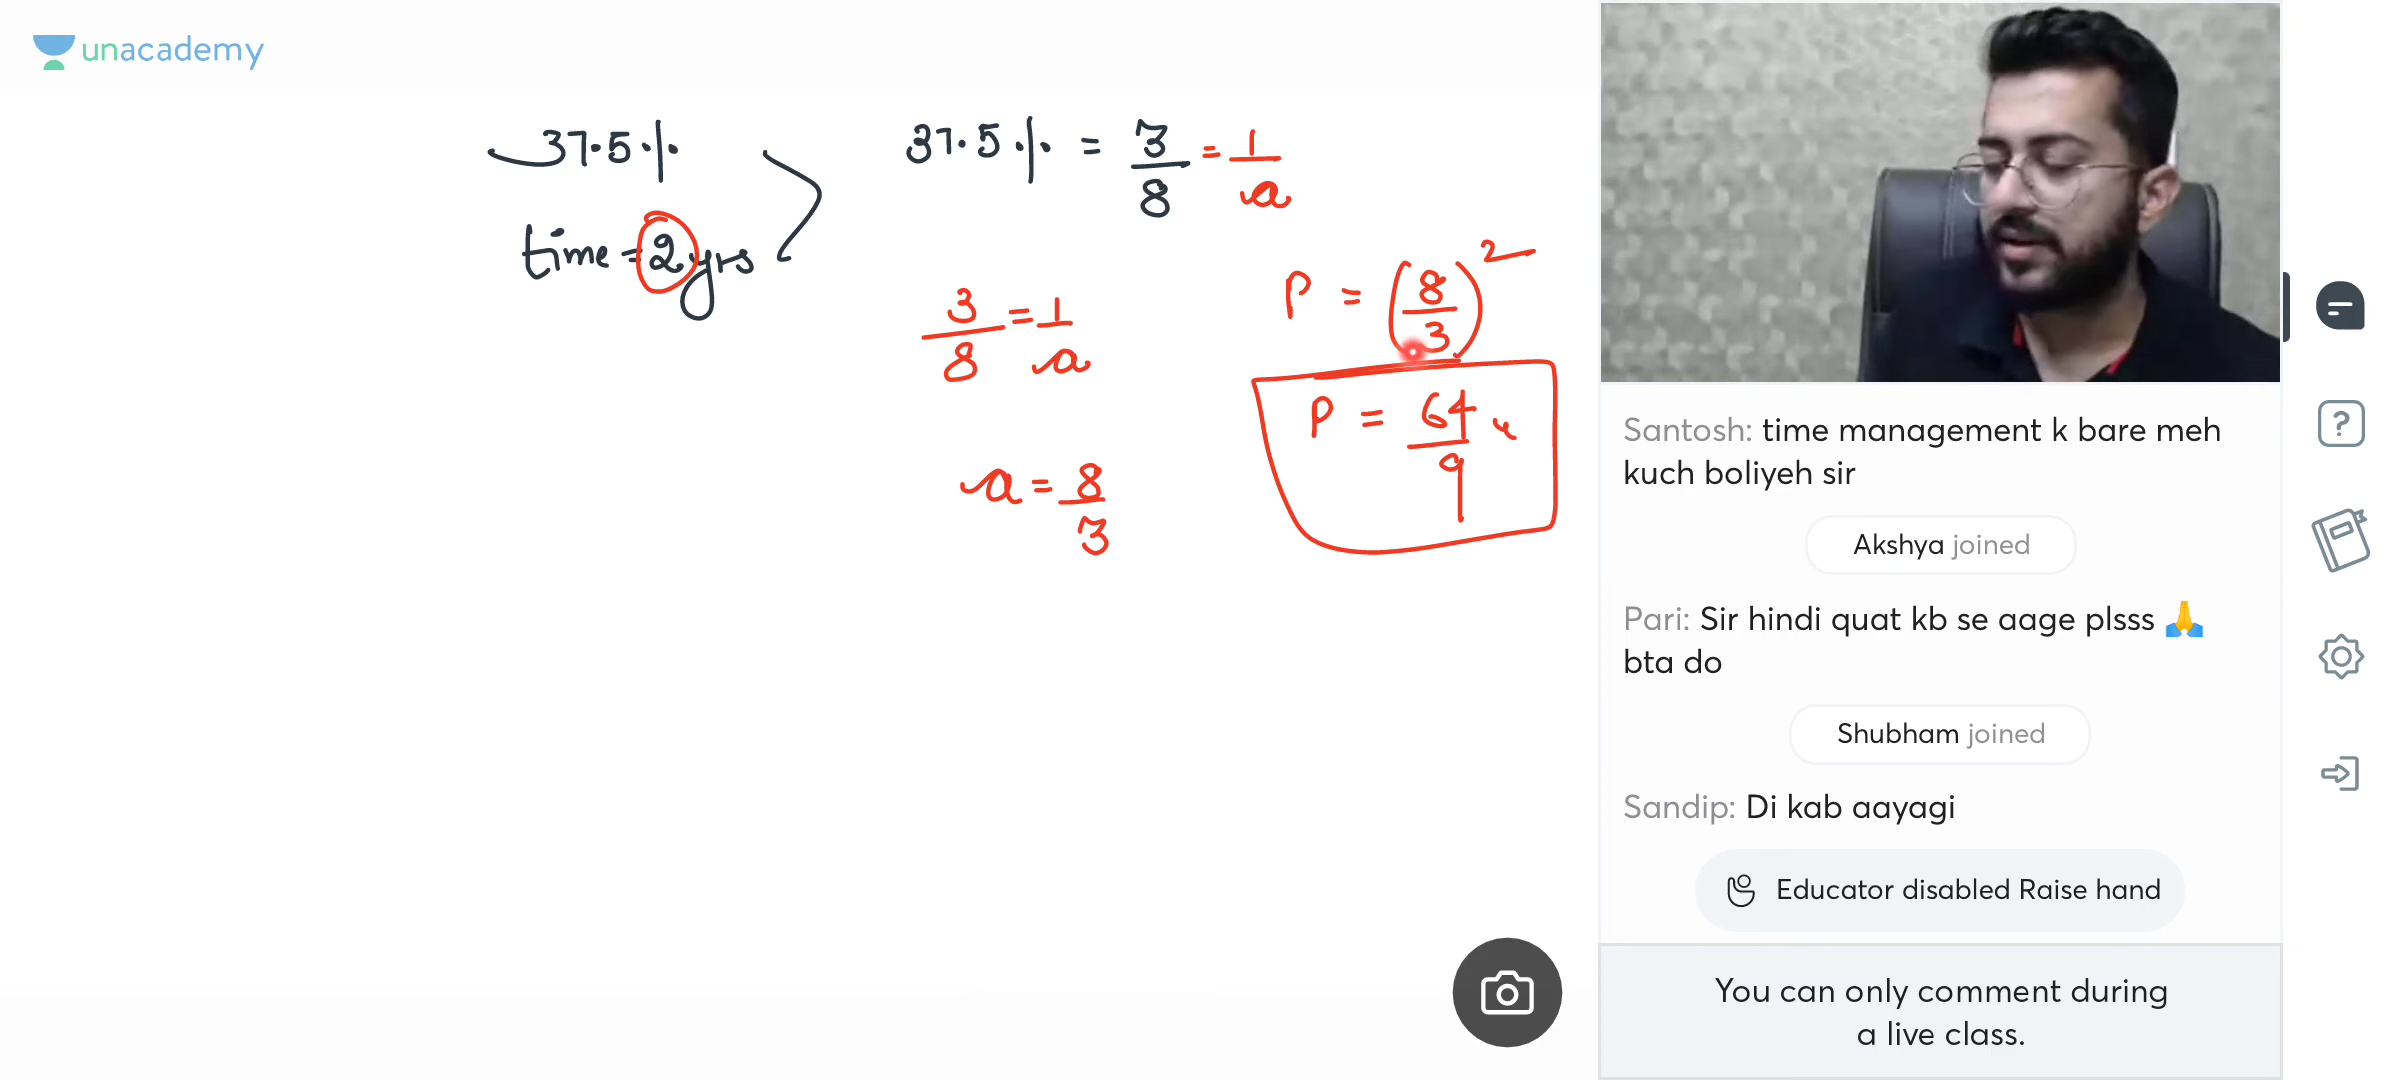 unacademy
37.5%
time = 2 yrs
37.5% = 3/8 = 1/a
3/8 = 1/a
a = 8/3
P = (8/3)²
P = 64/9 x
Santosh: time management k bare meh
kuch boliyeh sir
Akshya joined
Pari: Sir hindi quat kb se aage plsss 🙏
bta do
Shubham joined
Sandip: Di kab aayagi
Educator disabled Raise hand
You can only comment during
a live class.